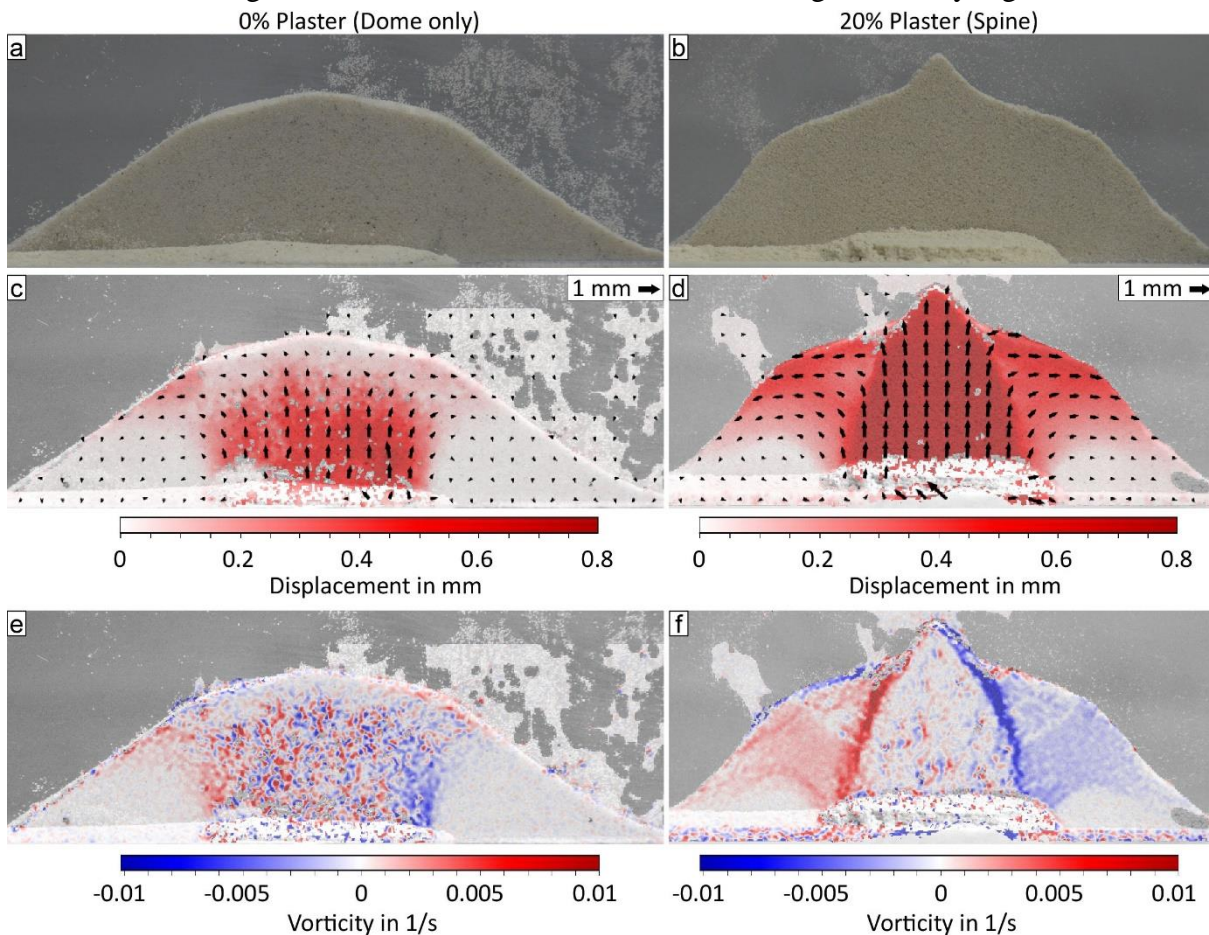 0% Plaster (Dome only) 20% Plaster (Spine)
a b
c 1 mm d 1 mm
0 0.2 0.4 0.6 0.8 0 0.2 0.4 0.6 0.8
Displacement in mm Displacement in mm
e f
-0.01 -0.005 0 0.005 0.01 -0.01 -0.005 0 0.005 0.01
Vorticity in 1/s Vorticity in 1/s